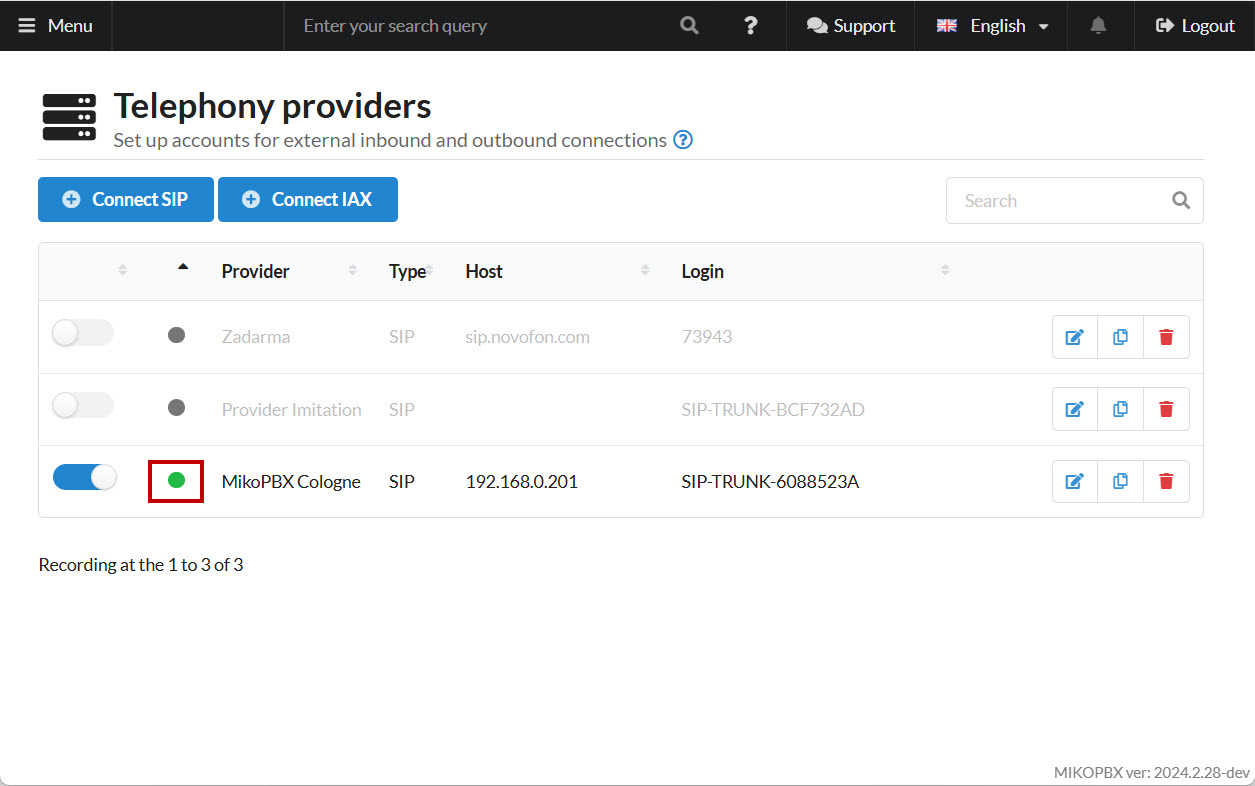 Menu Enter your search query ? Support English Logout
Telephony providers
Set up accounts for external inbound and outbound connections ?
Connect SIP Connect IAX Search
Provider Type Host Login
Zadarma SIP sip.novofon.com 73943
Provider Imitation SIP SIP-TRUNK-BCF732AD
MikoPBX Cologne SIP 192.168.0.201 SIP-TRUNK-6088523A
Recording at the 1 to 3 of 3
MIKOPBX ver: 2024.2.28-dev